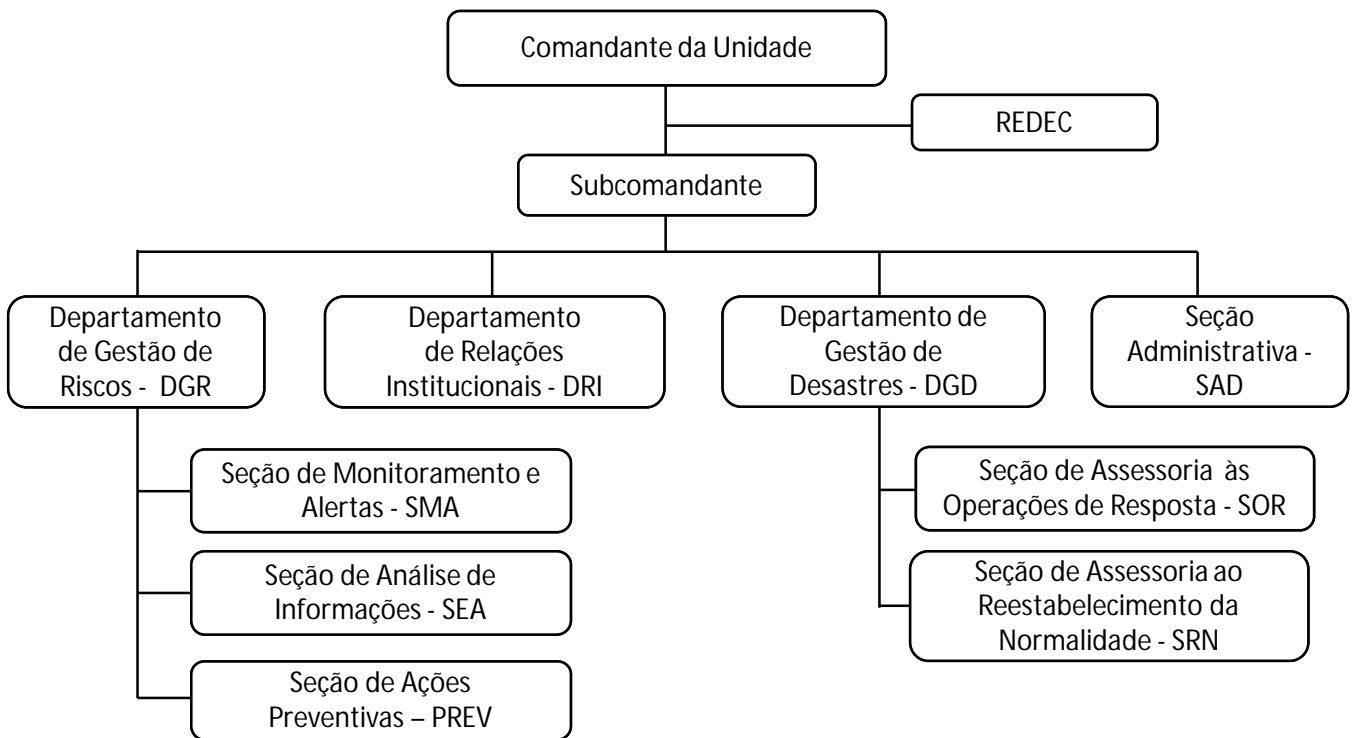 Comandante da Unidade
REDEC
Subcomandante
Departamento
de Gestão de
Riscos - DGR
Departamento
de Relações
Institucionais - DRI
Departamento de
Gestão de
Desastres - DGD
Seção
Administrativa -
SAD
Seção de Monitoramento e
Alertas - SMA
Seção de Análise de
Informações - SEA
Seção de Ações
Preventivas – PREV
Seção de Assessoria às
Operações de Resposta - SOR
Seção de Assessoria ao
Reestabelecimento da
Normalidade - SRN